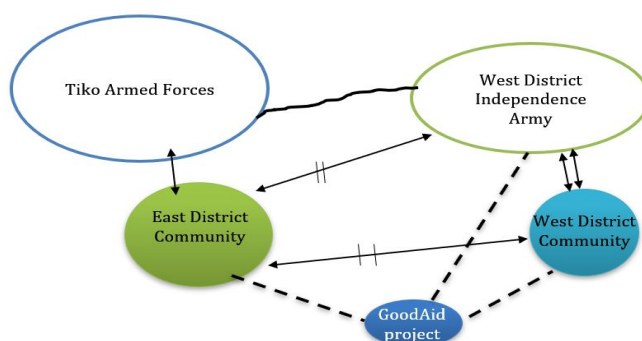 Tiko Armed Forces
West District
Independence
Army
East District
Community
West District
Community
GoodAid
project